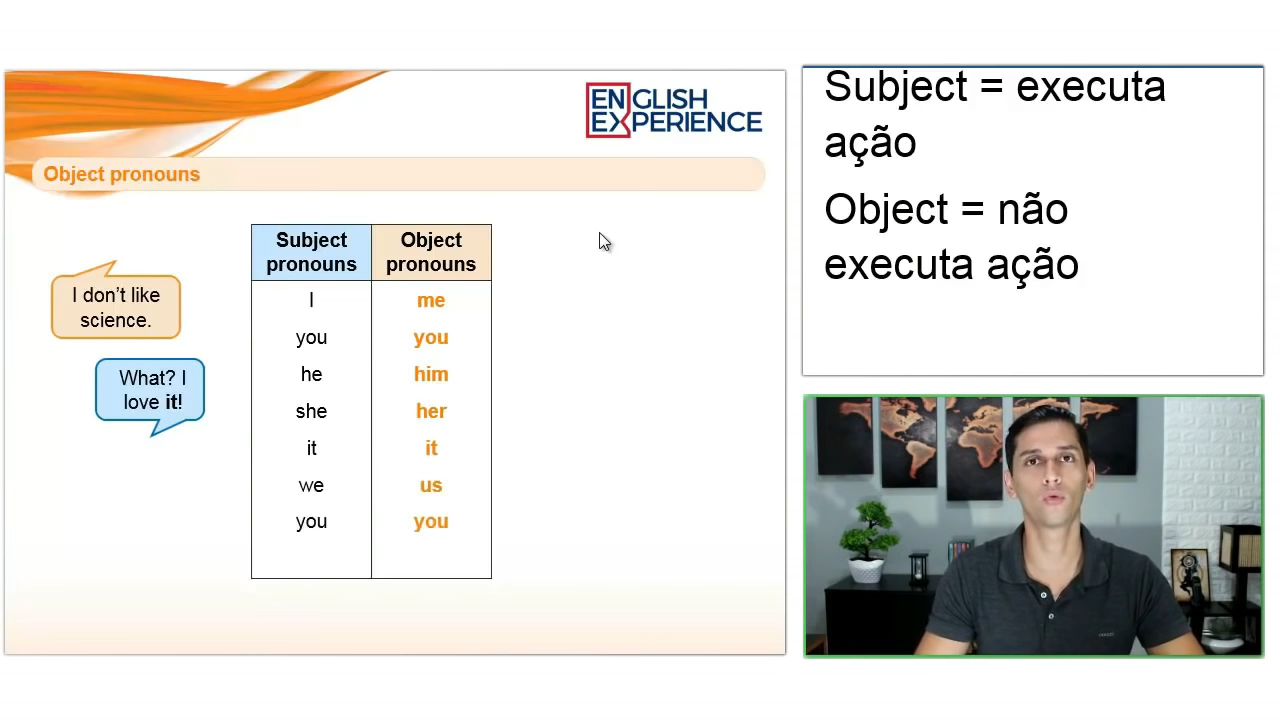 ENGLISH
EXPERIENCE
Object pronouns
Subject pronouns
Object pronouns
I don't like
science.
What? I
love it!
I me
you you
he him
she her
it it
we us
you you
Subject = executa
ação
Object = não
executa ação